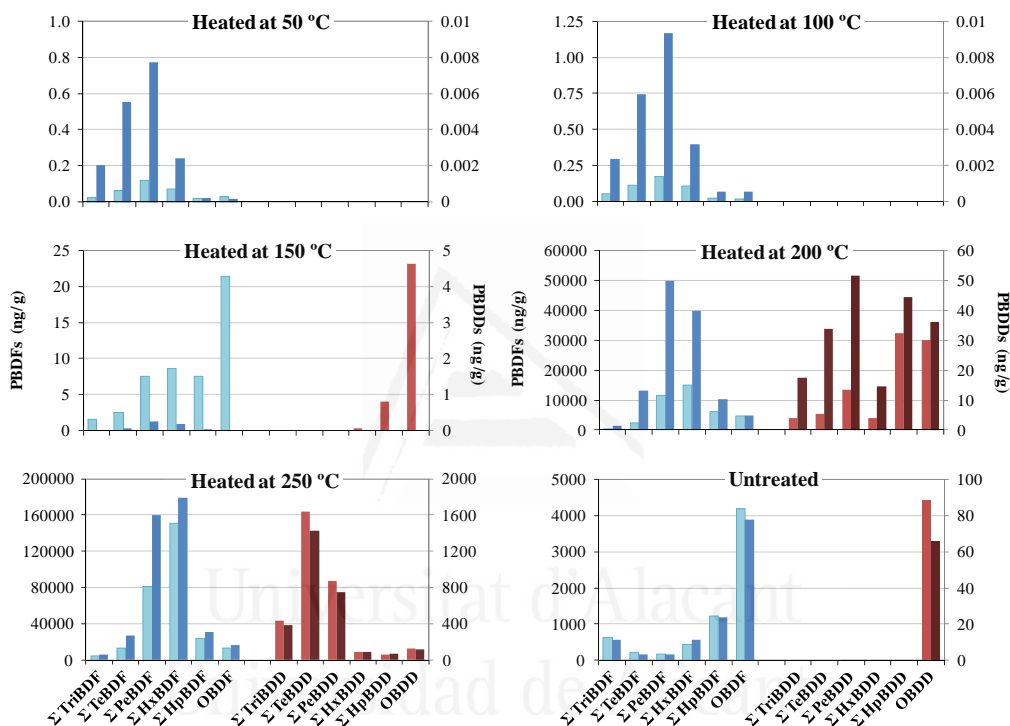 Heated at 50 ºC
1.0
0.8
0.6
0.4
0.2
0.0
0.01
0.008
0.006
0.004
0.002
0
Heated at 100 ºC
1.25
1.00
0.75
0.50
0.25
0.00
0.01
0.008
0.006
0.004
0.002
0
Heated at 150 ºC
PBDFs (ng/g)
25
20
15
10
5
0
5
4
3
2
1
0
PBDDs (ng/g)
Heated at 200 ºC
PBDFs (ng/g)
60000
50000
40000
30000
20000
10000
0
60
50
40
30
20
10
0
PBDDs (ng/g)
Heated at 250 ºC
200000
160000
120000
80000
40000
0
2000
1600
1200
800
400
0
Σ TriBDF
Σ TeBDF
Σ PeBDF
Σ HxBDF
Σ HpBDF
OBDF
Σ TriBDD
Σ TeBDD
Σ PeBDD
Σ HxBDD
Σ HpBDD
OBDD
Untreated
5000
4000
3000
2000
1000
0
100
80
60
40
20
0
Σ TriBDF
Σ TeBDF
Σ PeBDF
Σ HxBDF
Σ HpBDF
OBDF
Σ TriBDD
Σ TeBDD
Σ PeBDD
Σ HxBDD
Σ HpBDD
OBDD
Universitat d'Alacant
Universidad de Alicante